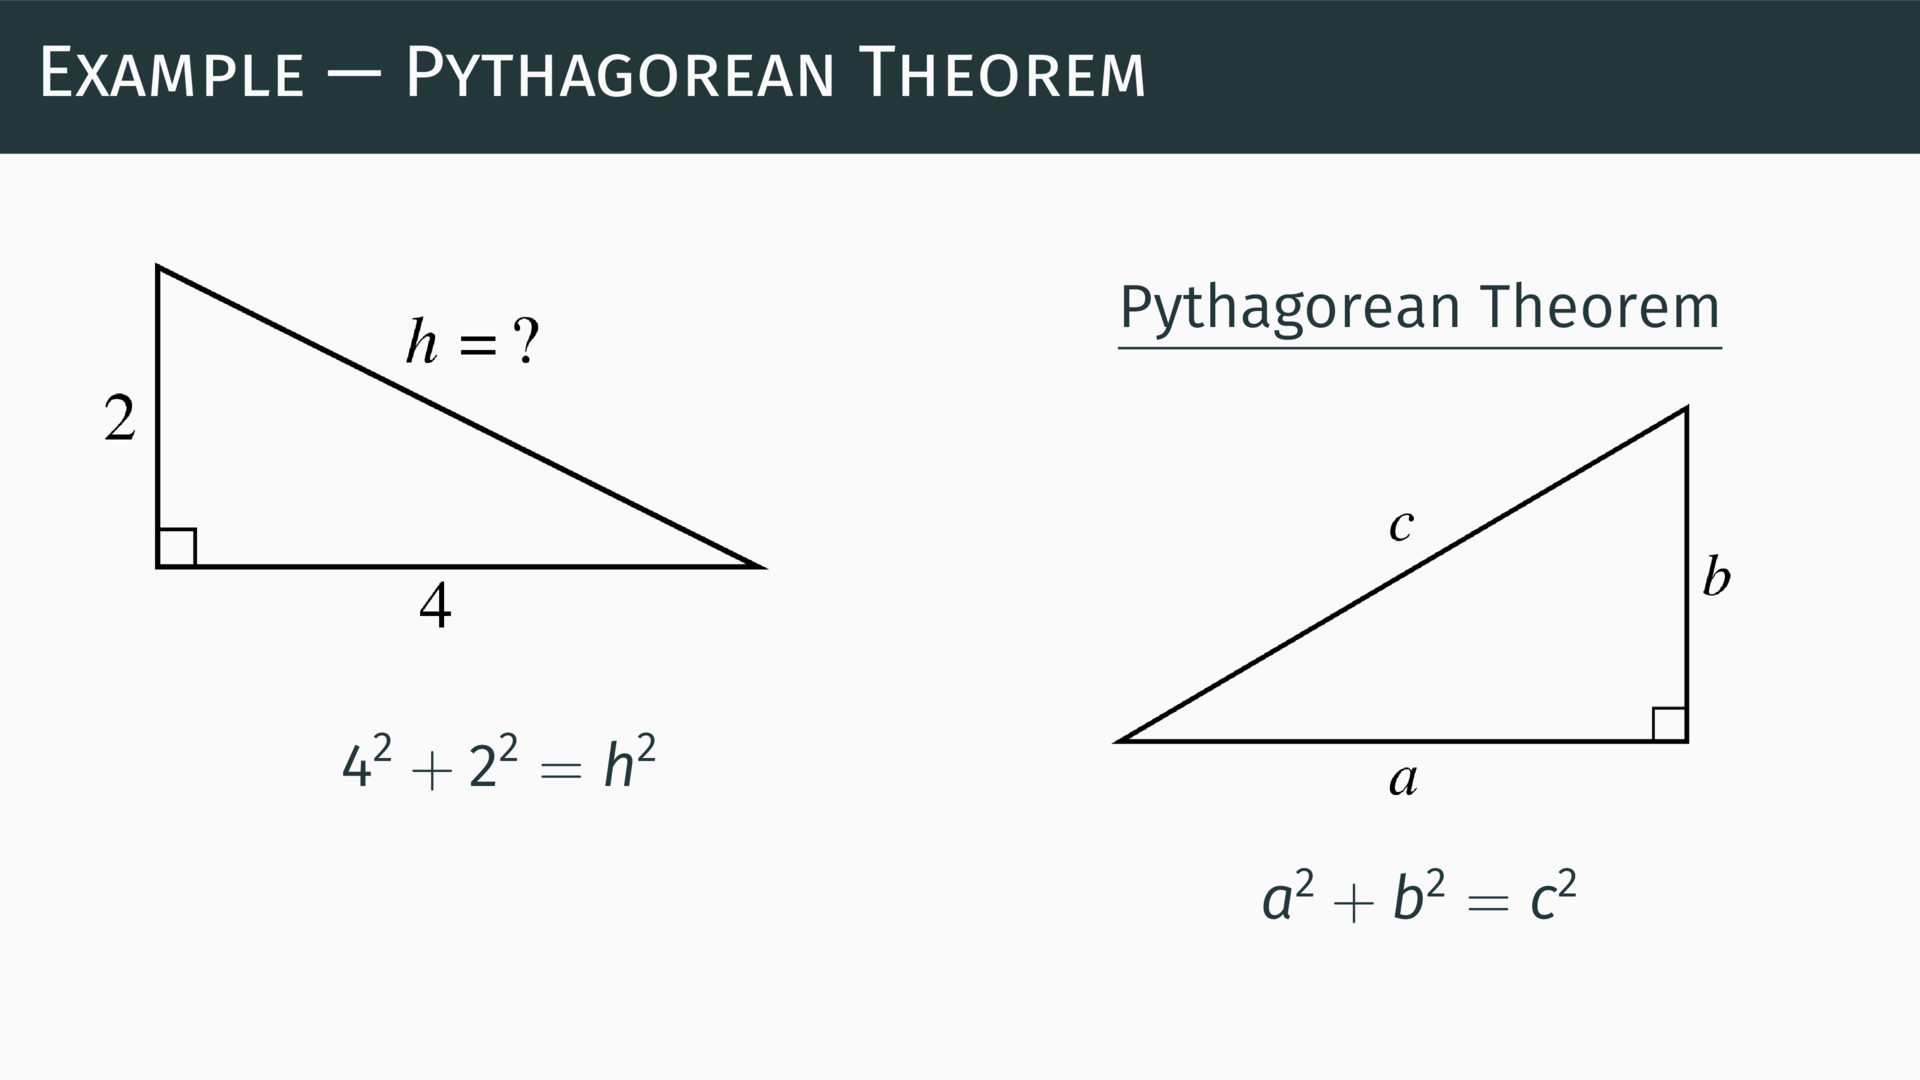 EXAMPLE — PYTHAGOREAN THEOREM
h = ?
2
4
4² + 2² = h²
Pythagorean Theorem
c
b
a
a² + b² = c²